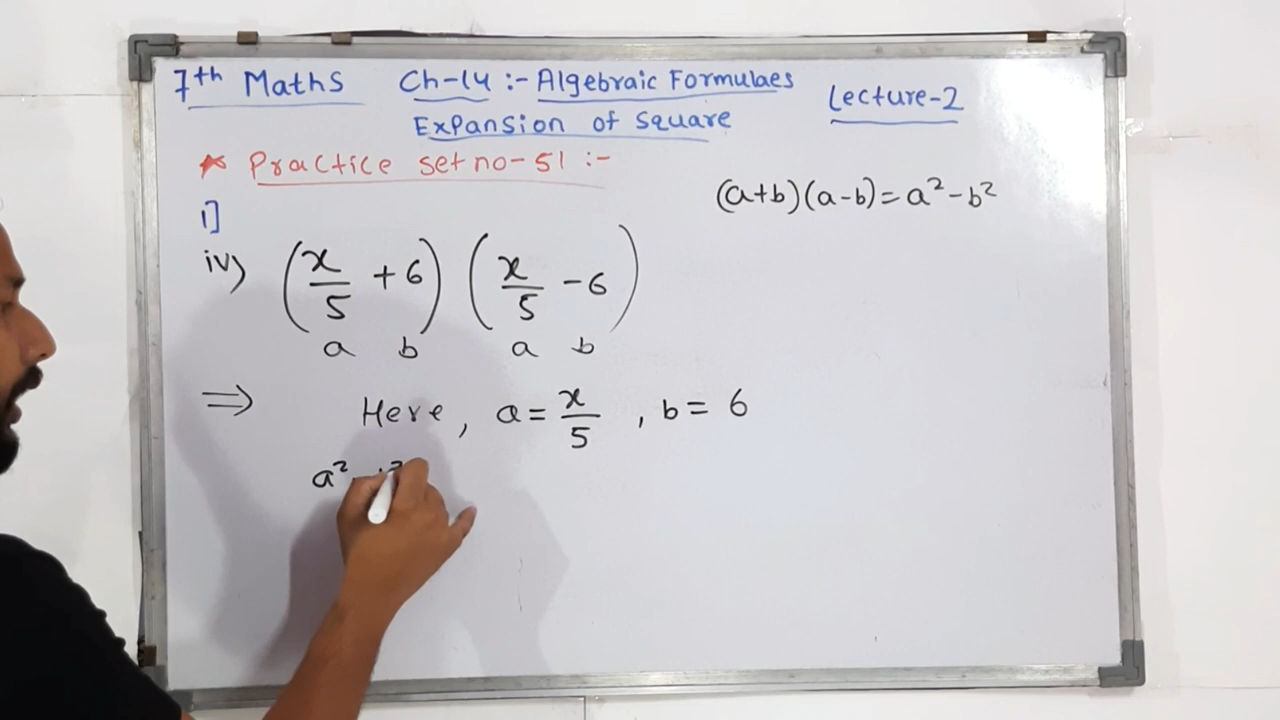 7th Maths Ch-14 :- Algebraic Formulaes Lecture-2
Expansion of square
* Practice set no-51 :-
(a+b)(a-b)=a²-b²
1]
iv) (x/5 + 6) (x/5 - 6)
a b a b
⇒ Here, a = x/5 , b = 6
a² -